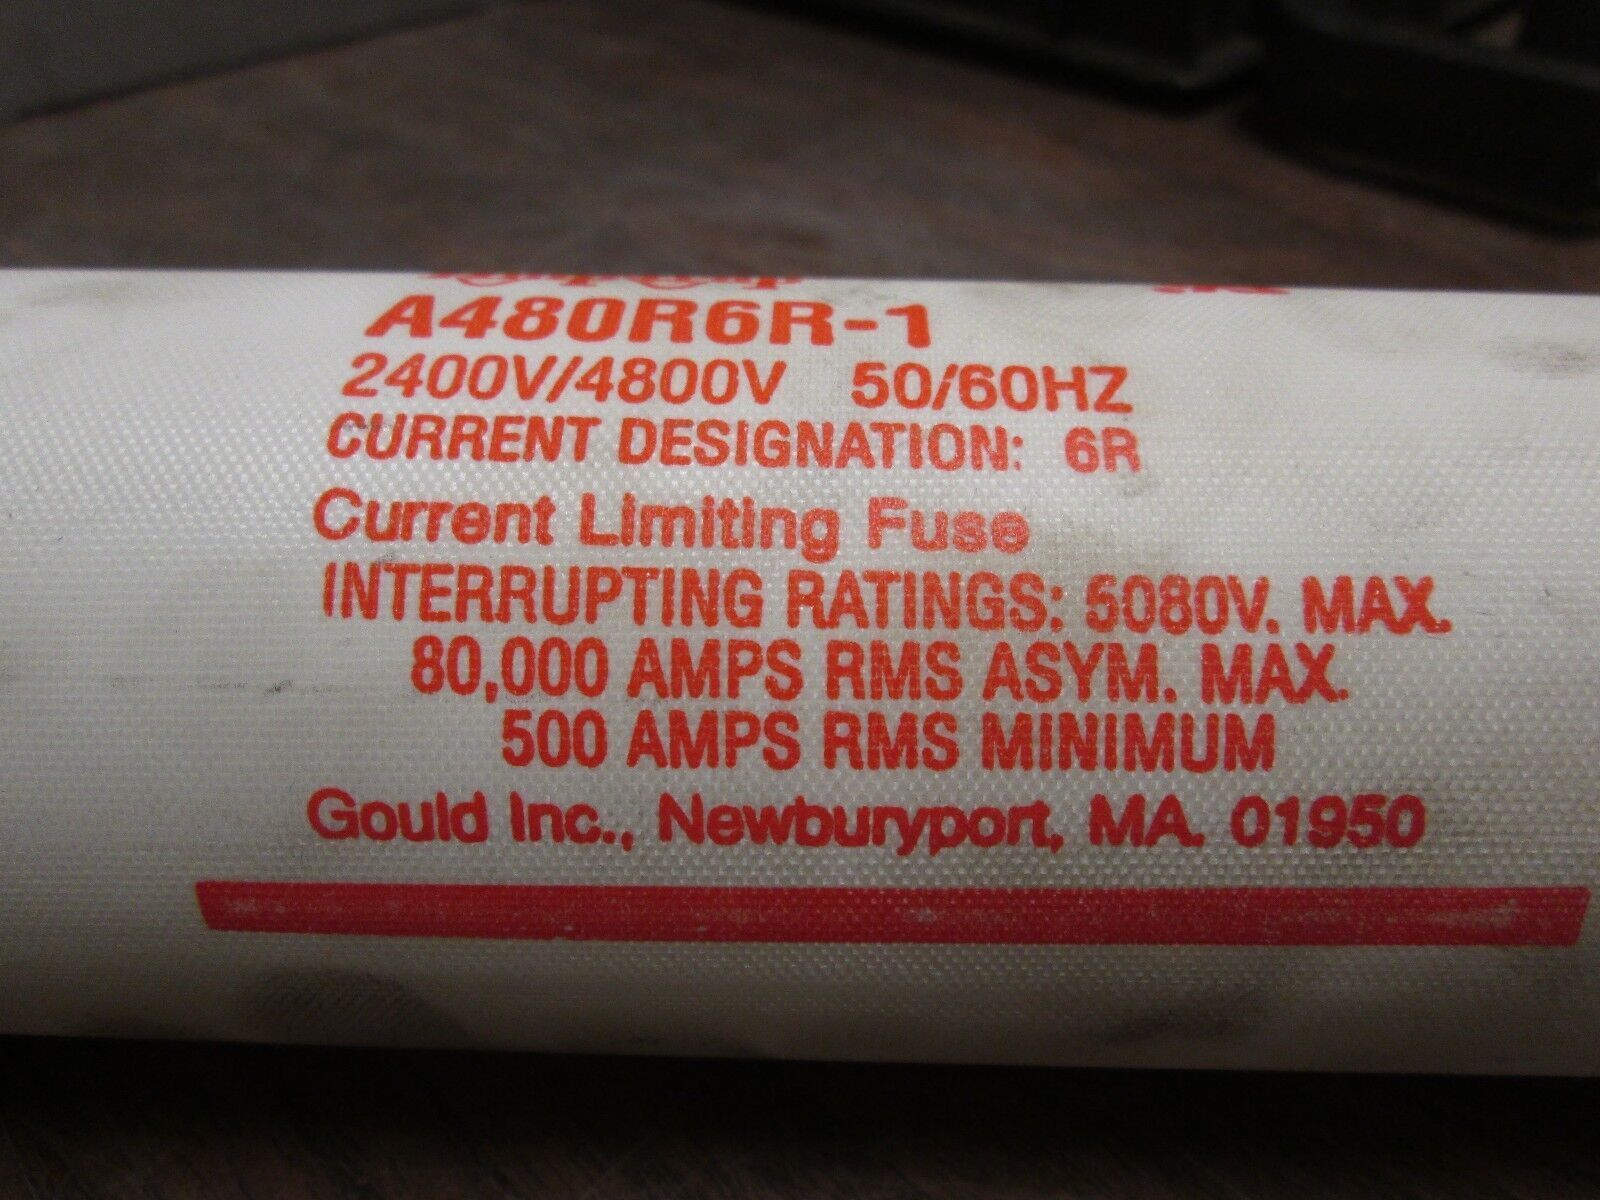 A480R6R-1
2400V/4800V 50/60HZ
CURRENT DESIGNATION: 6R
Current Limiting Fuse
INTERRUPTING RATINGS: 5080V. MAX.
80,000 AMPS RMS ASYM. MAX.
500 AMPS RMS MINIMUM
Gould Inc., Newburyport, MA. 01950